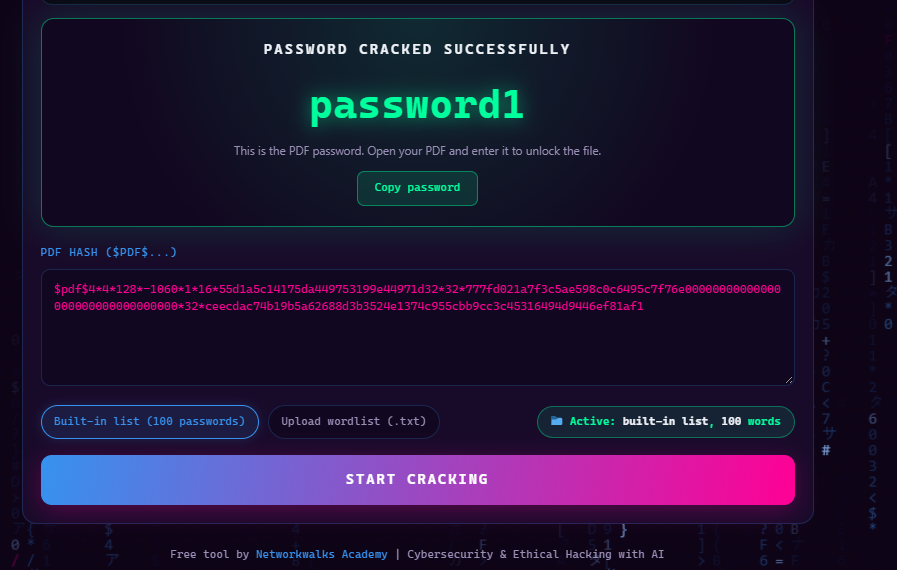 PASSWORD CRACKED SUCCESSFULLY
password1
This is the PDF password. Open your PDF and enter it to unlock the file.
Copy password
PDF HASH ($PDF$...)
$pdf$4*4*128*-1060*1*16*55d1a5c14175da449753199e44971d32*32*777fd021a7f3c5ae598c0c6495c7f76e00000000000000
000000000000000000*32*ceecdac74b19b5a62688d3b3524e1374c955cbb9cc3c45316494d9446ef81af1
Built-in list (100 passwords)
Upload wordlist (.txt)
Active: built-in list, 100 words
START CRACKING
Free tool by Networkwalks Academy | Cybersecurity & Ethical Hacking with AI